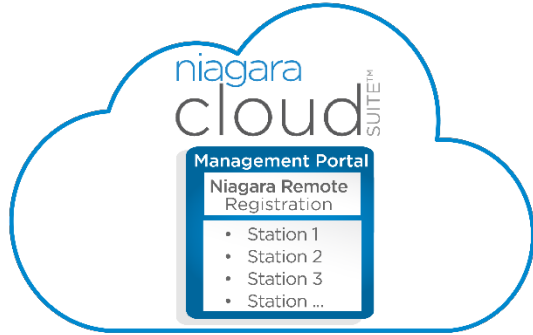 niagara
cloud SUITE™
Management Portal
Niagara Remote
Registration
• Station 1
• Station 2
• Station 3
• Station ...